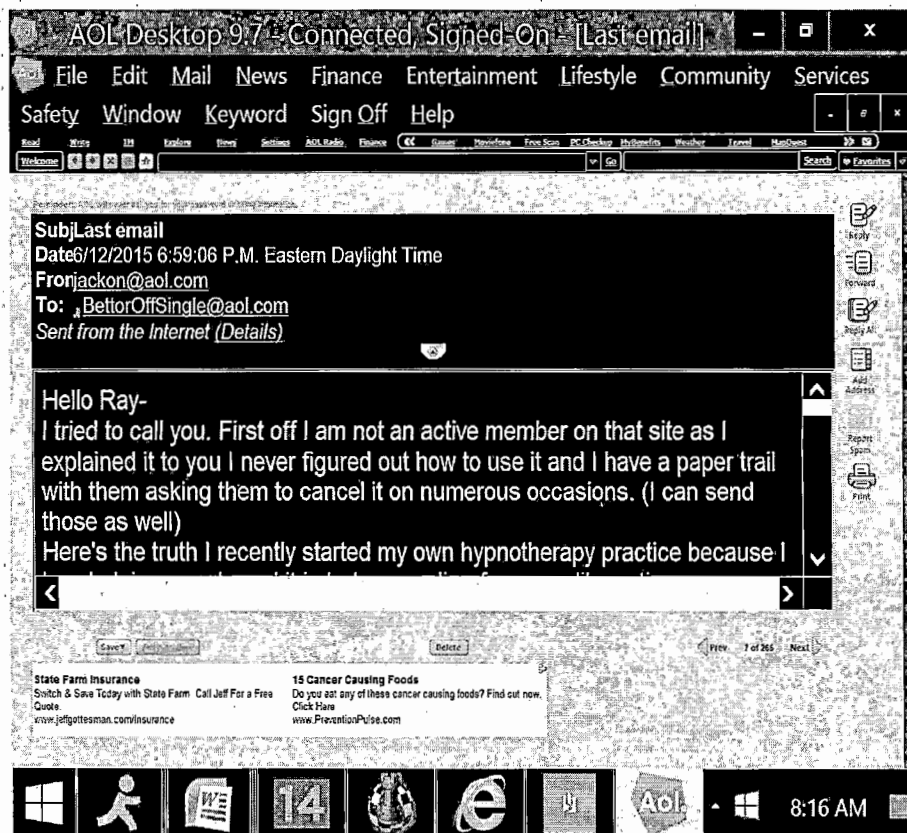 AOL Desktop 9.7 - Connected, Signed-On - [Last email]
File Edit Mail News Finance Entertainment Lifestyle Community Services
Safety Window Keyword Sign Off Help
Read Write IM Explore News Settings AOL Radio Finance Games Moviefone Free Scan PC Checkup MyBenefits Weather Travel MapQuest
Welcome Go Search Favorites
SubjLast email
Date6/12/2015 6:59:06 P.M. Eastern Daylight Time
Fronjackon@aol.com
To: BettorOffSingle@aol.com
Sent from the Internet (Details)
Reply
Forward
Reply All
Add
Address
Report
Spam
Print
Hello Ray-
I tried to call you. First off I am not an active member on that site as I
explained it to you I never figured out how to use it and I have a paper trail
with them asking them to cancel it on numerous occasions. (I can send
those as well)
Here's the truth I recently started my own hypnotherapy practice because I
Save Delete Prev 7 of 265 Next
State Farm Insurance
Switch & Save Today with State Farm Call Jeff For a Free
Quote.
www.jeffgottesman.com/insurance
15 Cancer Causing Foods
Do you eat any of these cancer causing foods? Find out now.
Click Here
www.PreventionPulse.com
14
Aol.
8:16 AM